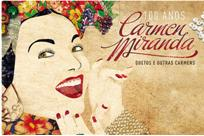 100 ANOS
Carmen
Miranda
DUETOS E OUTRAS CARMENS